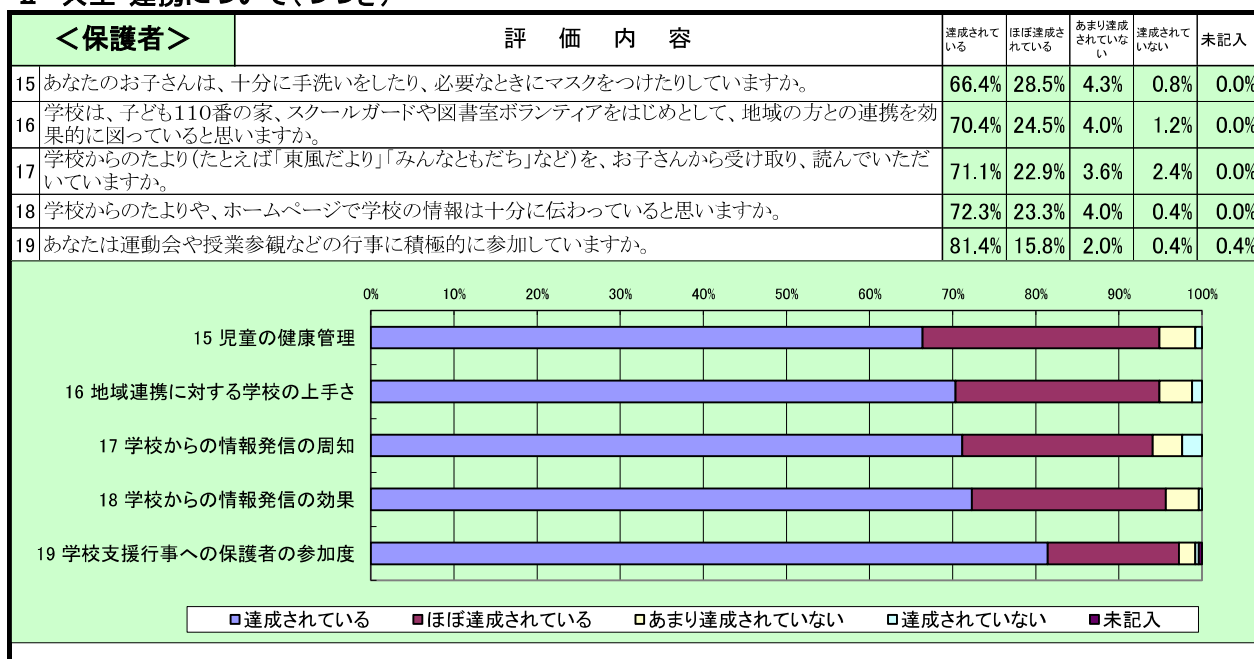 連携について(つづき)
<保護者>
評 価 内 容
達成されて
いる
ほぼ達成さ
れている
あまり達成
されていな
い
達成されて
いない
未記入
15 あなたのお子さんは、十分に手洗いをしたり、必要なときにマスクをつけたりしていますか。 66.4% 28.5% 4.3% 0.8% 0.0%
16 学校は、子ども110番の家、スクールガードや図書室ボランティアをはじめとして、地域の方との連携を効
果的に図っていると思いますか。 70.4% 24.5% 4.0% 1.2% 0.0%
17 学校からのたより(たとえば「東風だより」「みんなともだち」など)を、お子さんから受け取り、読んでいただ
いていますか。 71.1% 22.9% 3.6% 2.4% 0.0%
18 学校からのたよりや、ホームページで学校の情報は十分に伝わっていると思いますか。 72.3% 23.3% 4.0% 0.4% 0.0%
19 あなたは運動会や授業参観などの行事に積極的に参加していますか。 81.4% 15.8% 2.0% 0.4% 0.4%
0% 10% 20% 30% 40% 50% 60% 70% 80% 90% 100%
15 児童の健康管理
16 地域連携に対する学校の上手さ
17 学校からの情報発信の周知
18 学校からの情報発信の効果
19 学校支援行事への保護者の参加度
達成されている ほぼ達成されている あまり達成されていない 達成されていない 未記入